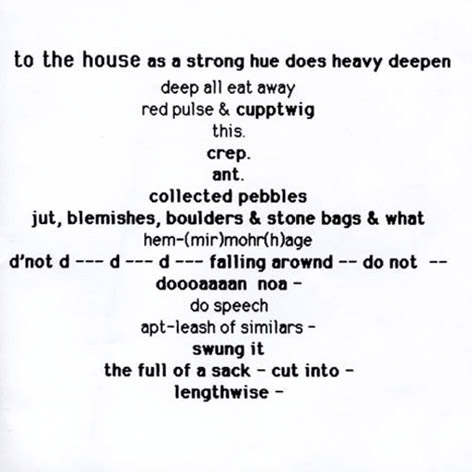 to the house as a strong hue does heavy deepen
deep all eat away
red pulse & cupptwig
this.
crep.
ant.
collected pebbles
jut, blemishes, boulders & stone bags & what
hem-(mir)mohr(h)age
d'not d --- d --- d --- falling arownd -- do not --
doooaaaan noa -
do speech
apt-leash of similars -
swung it
the full of a sack - cut into -
lengthwise -